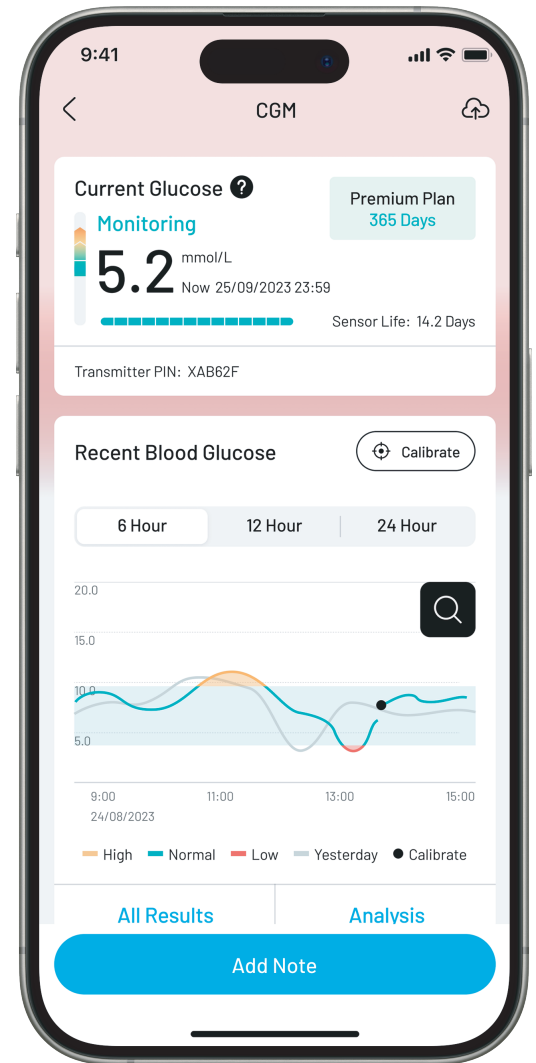 9:41
CGM
Current Glucose ?
Premium Plan
365 Days
Monitoring
5.2 mmol/L
Now 25/09/2023 23:59
Sensor Life: 14.2 Days
Transmitter PIN: XAB62F
Recent Blood Glucose
Calibrate
6 Hour 12 Hour 24 Hour
20.0
15.0
10.0
5.0
9:00 11:00 13:00 15:00
24/08/2023
High Normal Low Yesterday Calibrate
All Results Analysis
Add Note